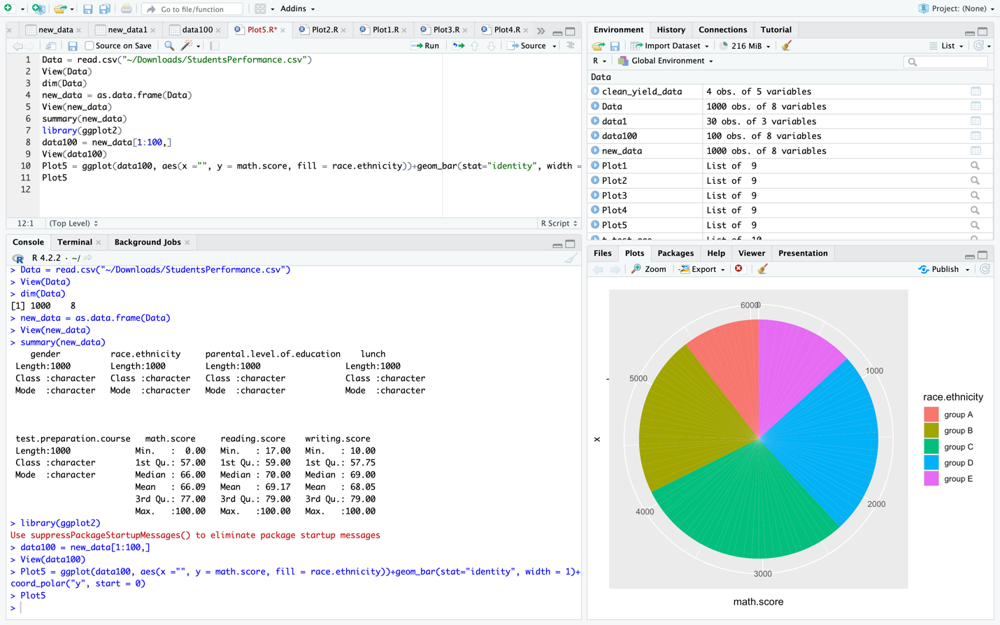 Go to file/function
Addins
Project: (None)
new_data
new_data1
data100
Plot5.R*
Plot2.R
Plot1.R
Plot3.R
Plot4.R
Source on Save
Run
Source
1 Data = read.csv("~/Downloads/StudentsPerformance.csv")
2 View(Data)
3 dim(Data)
4 new_data = as.data.frame(Data)
5 View(new_data)
6 summary(new_data)
7 library(ggplot2)
8 data100 = new_data[1:100,]
9 View(data100)
10 Plot5 = ggplot(data100, aes(x ="", y = math.score, fill = race.ethnicity))+geom_bar(stat="identity", width =
11 Plot5
12
12:1 (Top Level) R Script
Console Terminal Background Jobs
R 4.2.2 · ~/
> Data = read.csv("~/Downloads/StudentsPerformance.csv")
> View(Data)
> dim(Data)
[1] 1000 8
> new_data = as.data.frame(Data)
> View(new_data)
> summary(new_data)
gender race.ethnicity parental.level.of.education lunch
Length:1000 Length:1000 Length:1000 Length:1000
Class :character Class :character Class :character Class :character
Mode :character Mode :character Mode :character Mode :character
test.preparation.course math.score reading.score writing.score
Length:1000 Min. : 0.00 Min. : 17.00 Min. : 10.00
Class :character 1st Qu.: 57.00 1st Qu.: 59.00 1st Qu.: 57.75
Mode :character Median : 66.00 Median : 70.00 Median : 69.00
Mean : 66.09 Mean : 69.17 Mean : 68.05
3rd Qu.: 77.00 3rd Qu.: 79.00 3rd Qu.: 79.00
Max. :100.00 Max. :100.00 Max. :100.00
> library(ggplot2)
Use suppressPackageStartupMessages() to eliminate package startup messages
> data100 = new_data[1:100,]
> View(data100)
> Plot5 = ggplot(data100, aes(x ="", y = math.score, fill = race.ethnicity))+geom_bar(stat="identity", width = 1)+
coord_polar("y", start = 0)
> Plot5
>
Environment History Connections Tutorial
Import Dataset 216 MiB List
R Global Environment
Data
clean_yield_data 4 obs. of 5 variables
Data 1000 obs. of 8 variables
data1 30 obs. of 3 variables
data100 100 obs. of 8 variables
new_data 1000 obs. of 8 variables
Plot1 List of 9
Plot2 List of 9
Plot3 List of 9
Plot4 List of 9
Plot5 List of 9
Files Plots Packages Help Viewer Presentation
Zoom Export Publish
6000
0
1000
5000
2000
4000
3000
x
math.score
race.ethnicity
group A
group B
group C
group D
group E